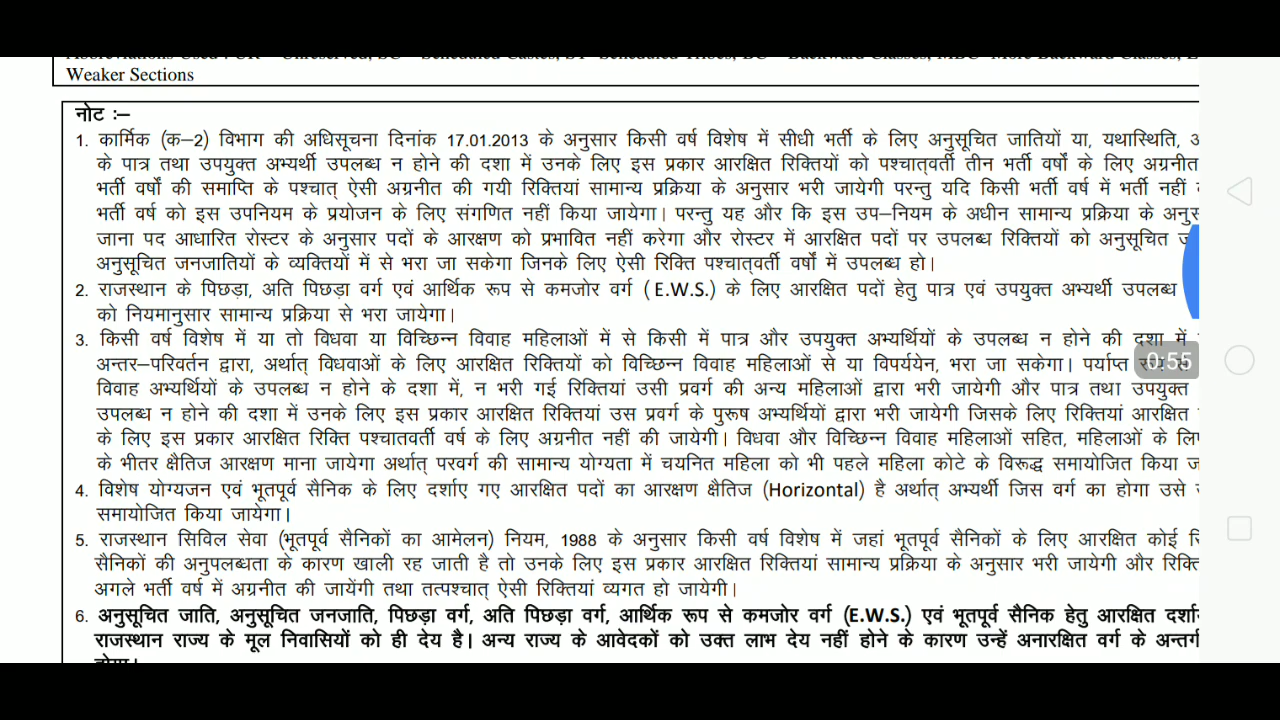 Weaker Sections
नोट :–
1. कार्मिक (क–2) विभाग की अधिसूचना दिनांक 17.01.2013 के अनुसार किसी वर्ष विशेष में सीधी भर्ती के लिए अनुसूचित जातियों या, यथास्थिति,
के पात्र तथा उपयुक्त अभ्यर्थी उपलब्ध न होने की दशा में उनके लिए इस प्रकार आरक्षित रिक्तियों को पश्चातवर्ती तीन भर्ती वर्षों के लिए अग्रनीत
भर्ती वर्षों की समाप्ति के पश्चात् ऐसी अग्रनीत की गयी रिक्तियां सामान्य प्रक्रिया के अनुसार भरी जायेगी परन्तु यदि किसी भर्ती वर्ष में भर्ती नहीं
भर्ती वर्ष को इस उपनियम के प्रयोजन के लिए संगणित नहीं किया जायेगा। परन्तु यह और कि इस उप–नियम के अधीन सामान्य प्रक्रिया के
जाना पद आधारित रोस्टर के अनुसार पदों के आरक्षण को प्रभावित नहीं करेगा और रोस्टर में आरक्षित पदों पर उपलब्ध रिक्तियों को अनुसूचित
अनुसूचित जनजातियों के व्यक्तियों में से भरा जा सकेगा जिनके लिए ऐसी रिक्ति पश्चात्वर्ती वर्षों में उपलब्ध हो।
2. राजस्थान के पिछड़ा, अति पिछड़ा वर्ग एवं आर्थिक रूप से कमजोर वर्ग ( E.W.S.) के लिए आरक्षित पदों हेतु पात्र एवं उपयुक्त अभ्यर्थी उपलब्ध
को नियमानुसार सामान्य प्रक्रिया से भरा जायेगा।
3. किसी वर्ष विशेष में या तो विधवा या विच्छिन्न विवाह महिलाओं में से किसी में पात्र और उपयुक्त अभ्यर्थियों के उपलब्ध न होने की दशा में
अन्तर–परिवर्तन द्वारा, अर्थात् विधवाओं के लिए आरक्षित रिक्तियों को विच्छिन्न विवाह महिलाओं से या विपर्ययेन, भरा जा सकेगा। पर्याप्त
0:55
विवाह अभ्यर्थियों के उपलब्ध न होने के दशा में, न भरी गई रिक्तियां उसी प्रवर्ग की अन्य महिलाओं द्वारा भरी जायेगी और पात्र तथा उपयुक्त
उपलब्ध न होने की दशा में उनके लिए इस प्रकार आरक्षित रिक्तियां उस प्रवर्ग के पुरूष अभ्यर्थियों द्वारा भरी जायेगी जिसके लिए रिक्तियां आरक्षित
के लिए इस प्रकार आरक्षित रिक्ति पश्चातवर्ती वर्ष के लिए अग्रनीत नहीं की जायेगी। विधवा और विच्छिन्न विवाह महिलाओं सहित, महिलाओं के
के भीतर क्षैतिज आरक्षण माना जायेगा अर्थात् परवर्ग की सामान्य योग्यता में चयनित महिला को भी पहले महिला कोटे के विरूद्ध समायोजित किया
4. विशेष योग्यजन एवं भूतपूर्व सैनिक के लिए दर्शाए गए आरक्षित पदों का आरक्षण क्षैतिज (Horizontal) है अर्थात् अभ्यर्थी जिस वर्ग का होगा उसे
समायोजित किया जायेगा।
5. राजस्थान सिविल सेवा (भूतपूर्व सैनिकों का आमेलन) नियम, 1988 के अनुसार किसी वर्ष विशेष में जहां भूतपूर्व सैनिकों के लिए आरक्षित कोई
सैनिकों की अनुपलब्धता के कारण खाली रह जाती है तो उनके लिए इस प्रकार आरक्षित रिक्तियां सामान्य प्रक्रिया के अनुसार भरी जायेगी और
अगले भर्ती वर्ष में अग्रनीत की जायेंगी तथा तत्पश्चात् ऐसी रिक्तियां व्यगत हो जायेगी।
6. अनुसूचित जाति, अनुसूचित जनजाति, पिछड़ा वर्ग, अति पिछड़ा वर्ग, आर्थिक रूप से कमजोर वर्ग (E.W.S.) एवं भूतपूर्व सैनिक हेतु आरक्षित
राजस्थान राज्य के मूल निवासियों को ही देय है। अन्य राज्य के आवेदकों को उक्त लाभ देय नहीं होने के कारण उन्हें अनारक्षित वर्ग के